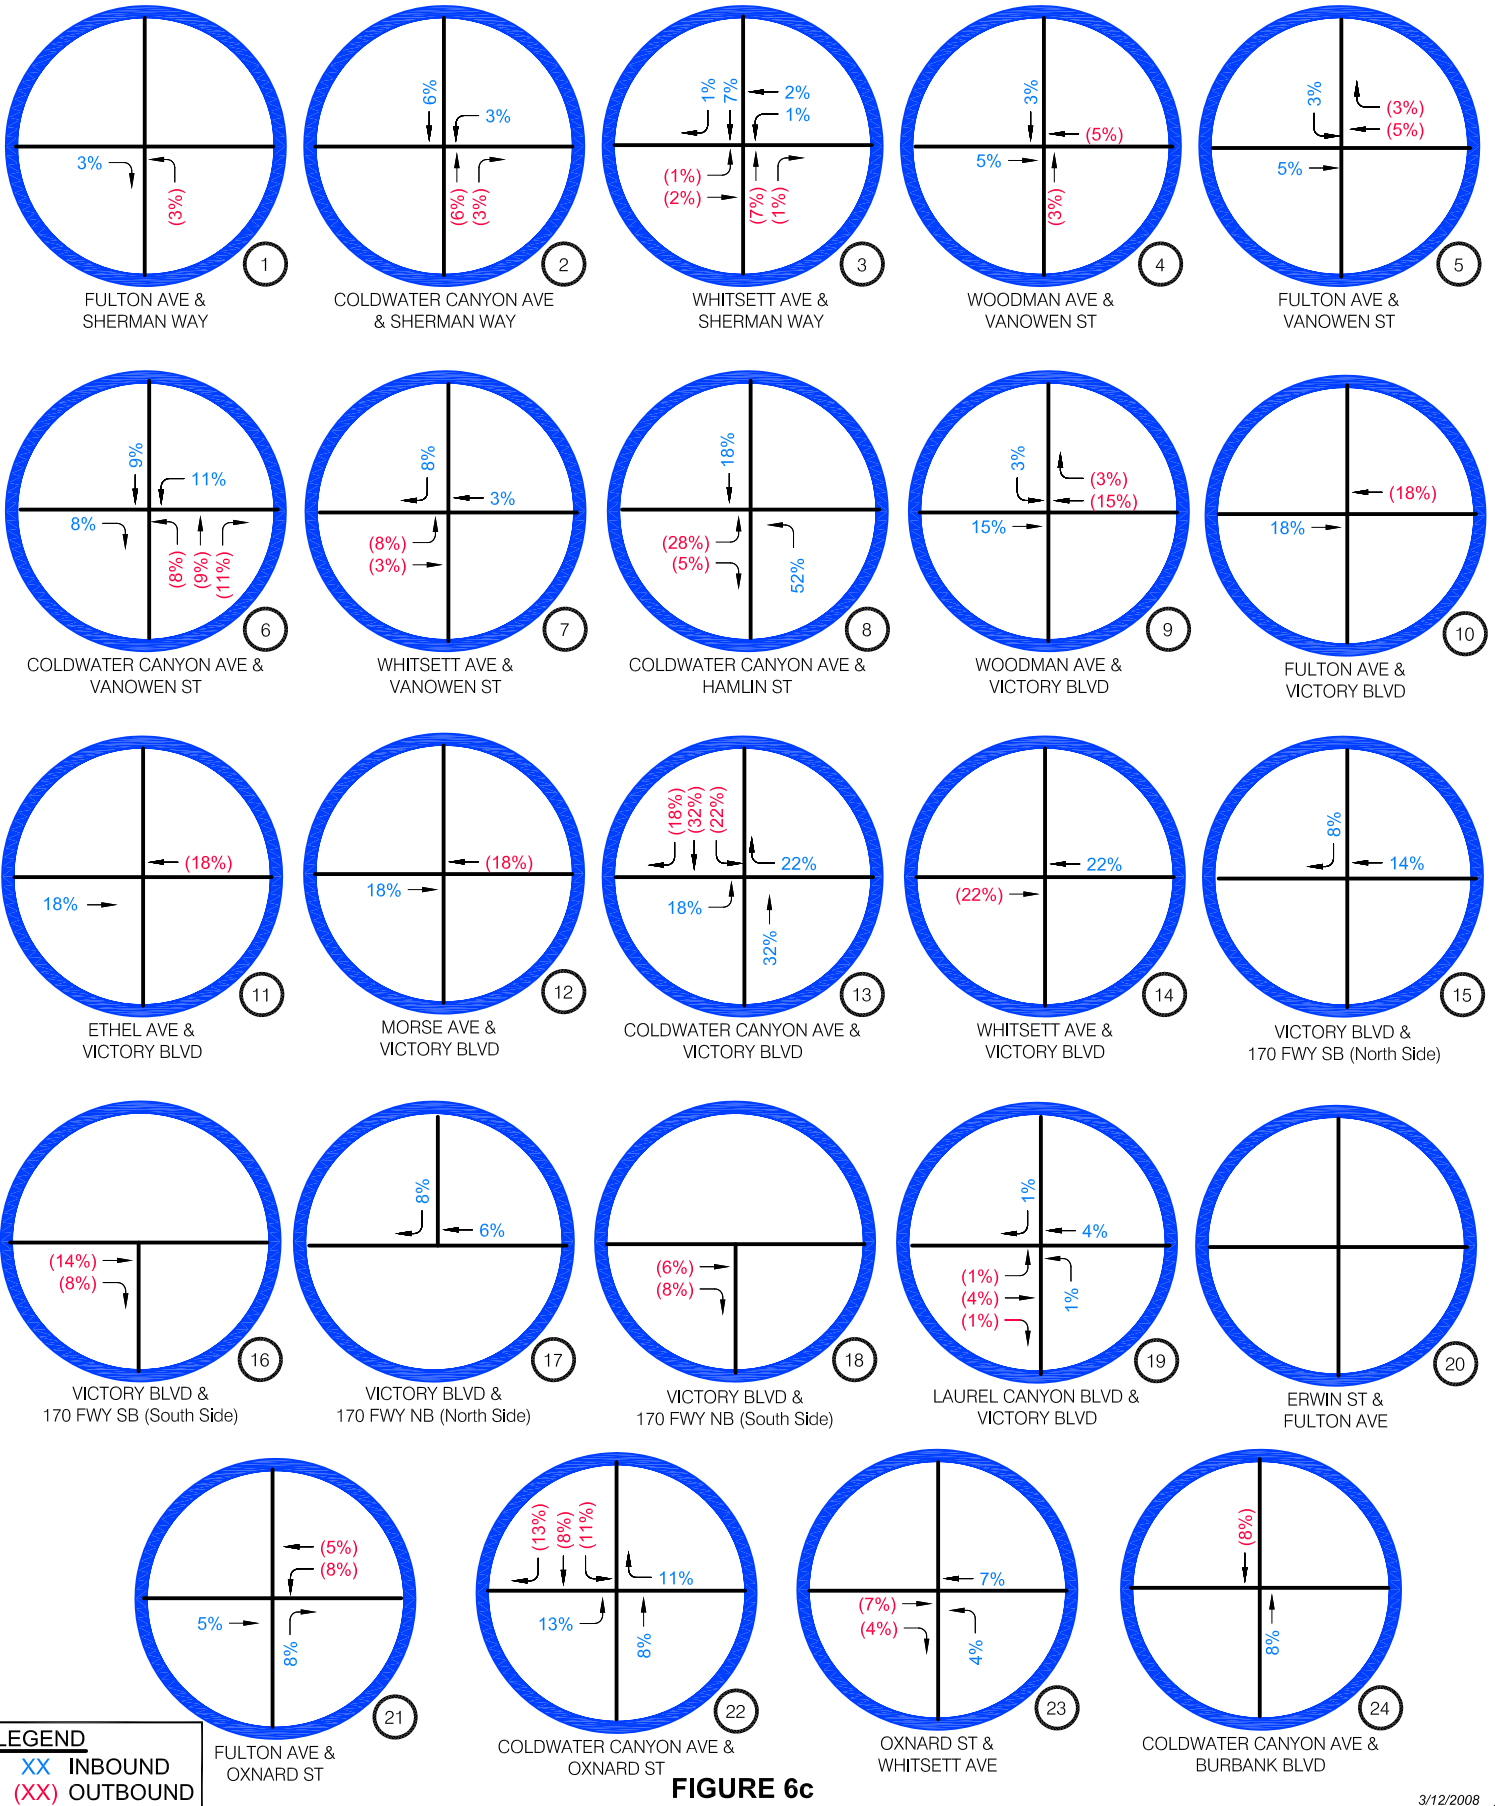 3%
(3%)
1
FULTON AVE &
SHERMAN WAY
6%
3%
(6%)
(3%)
2
COLDWATER CANYON AVE
& SHERMAN WAY
1%
7%
2%
1%
(1%)
(2%)
(7%)
(1%)
3
WHITSETT AVE &
SHERMAN WAY
3%
(5%)
5%
(3%)
4
WOODMAN AVE &
VANOWEN ST
3%
(3%)
(5%)
5%
5
FULTON AVE &
VANOWEN ST
9%
11%
8%
(8%)
(9%)
(11%)
6
COLDWATER CANYON AVE &
VANOWEN ST
8%
3%
(8%)
(3%)
7
WHITSETT AVE &
VANOWEN ST
18%
(28%)
(5%)
52%
8
COLDWATER CANYON AVE &
HAMLIN ST
3%
(3%)
(15%)
15%
9
WOODMAN AVE &
VICTORY BLVD
(18%)
18%
10
FULTON AVE &
VICTORY BLVD
(18%)
18%
11
ETHEL AVE &
VICTORY BLVD
(18%)
18%
12
MORSE AVE &
VICTORY BLVD
(18%)
(32%)
(22%)
22%
18%
32%
13
COLDWATER CANYON AVE &
VICTORY BLVD
22%
(22%)
14
WHITSETT AVE &
VICTORY BLVD
8%
14%
15
VICTORY BLVD &
170 FWY SB (North Side)
(14%)
(8%)
16
VICTORY BLVD &
170 FWY SB (South Side)
8%
6%
17
VICTORY BLVD &
170 FWY NB (North Side)
(6%)
(8%)
18
VICTORY BLVD &
170 FWY NB (South Side)
1%
4%
(1%)
(4%)
(1%)
1%
19
LAUREL CANYON BLVD &
VICTORY BLVD
20
ERWIN ST &
FULTON AVE
(5%)
(8%)
5%
8%
21
FULTON AVE &
OXNARD ST
(13%)
(8%)
(11%)
11%
13%
8%
22
COLDWATER CANYON AVE &
OXNARD ST
7%
(7%)
(4%)
4%
23
OXNARD ST &
WHITSETT AVE
(8%)
8%
24
COLDWATER CANYON AVE &
BURBANK BLVD
LEGEND
XX INBOUND
(XX) OUTBOUND
FIGURE 6c
3/12/2008